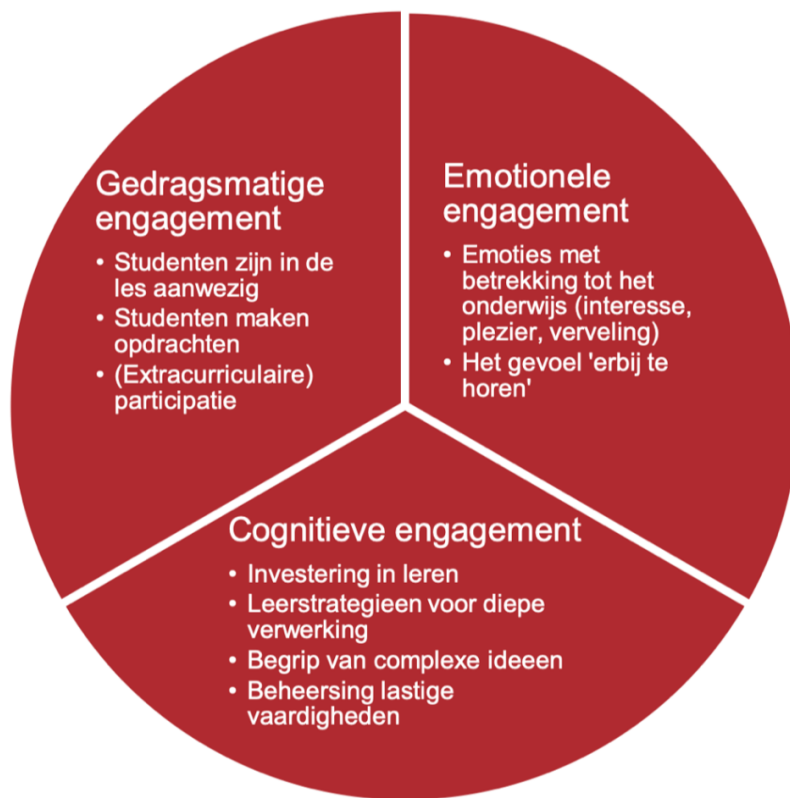 Gedragsmatige
engagement
• Studenten zijn in de
les aanwezig
• Studenten maken
opdrachten
• (Extracurriculaire)
participatie
Emotionele
engagement
• Emoties met
betrekking tot het
onderwijs (interesse,
plezier, verveling)
• Het gevoel 'erbij te
horen'
Cognitieve engagement
• Investering in leren
• Leerstrategieen voor diepe
verwerking
• Begrip van complexe ideeen
• Beheersing lastige
vaardigheden